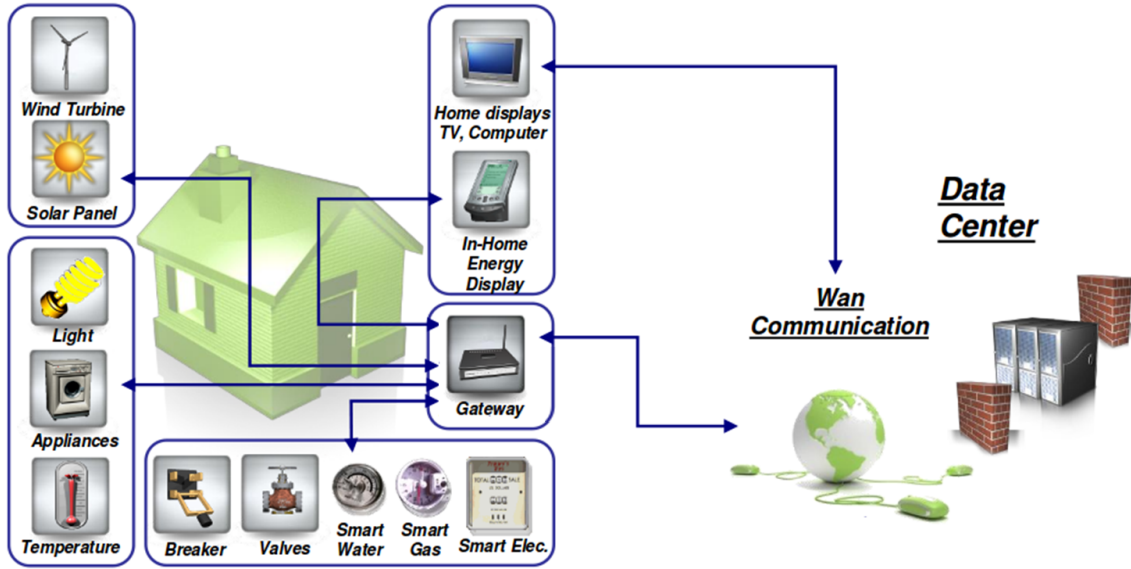 Wind Turbine
Solar Panel
Light
Appliances
Temperature
Home displays
TV, Computer
In-Home
Energy
Display
Gateway
Breaker
Valves
Smart
Water
Smart
Gas
Smart Elec.
Wan
Communication
Data
Center